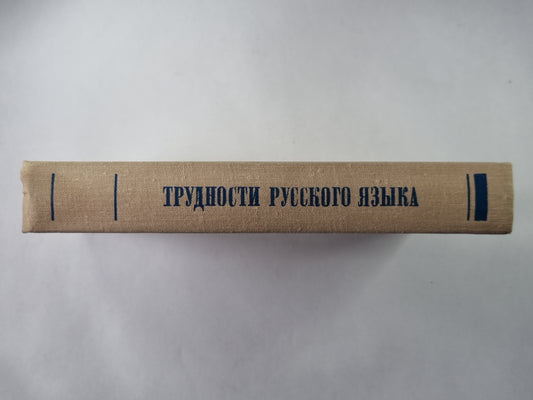 ТРУДНОСТИ РУССКОГО ЯЗЫКА